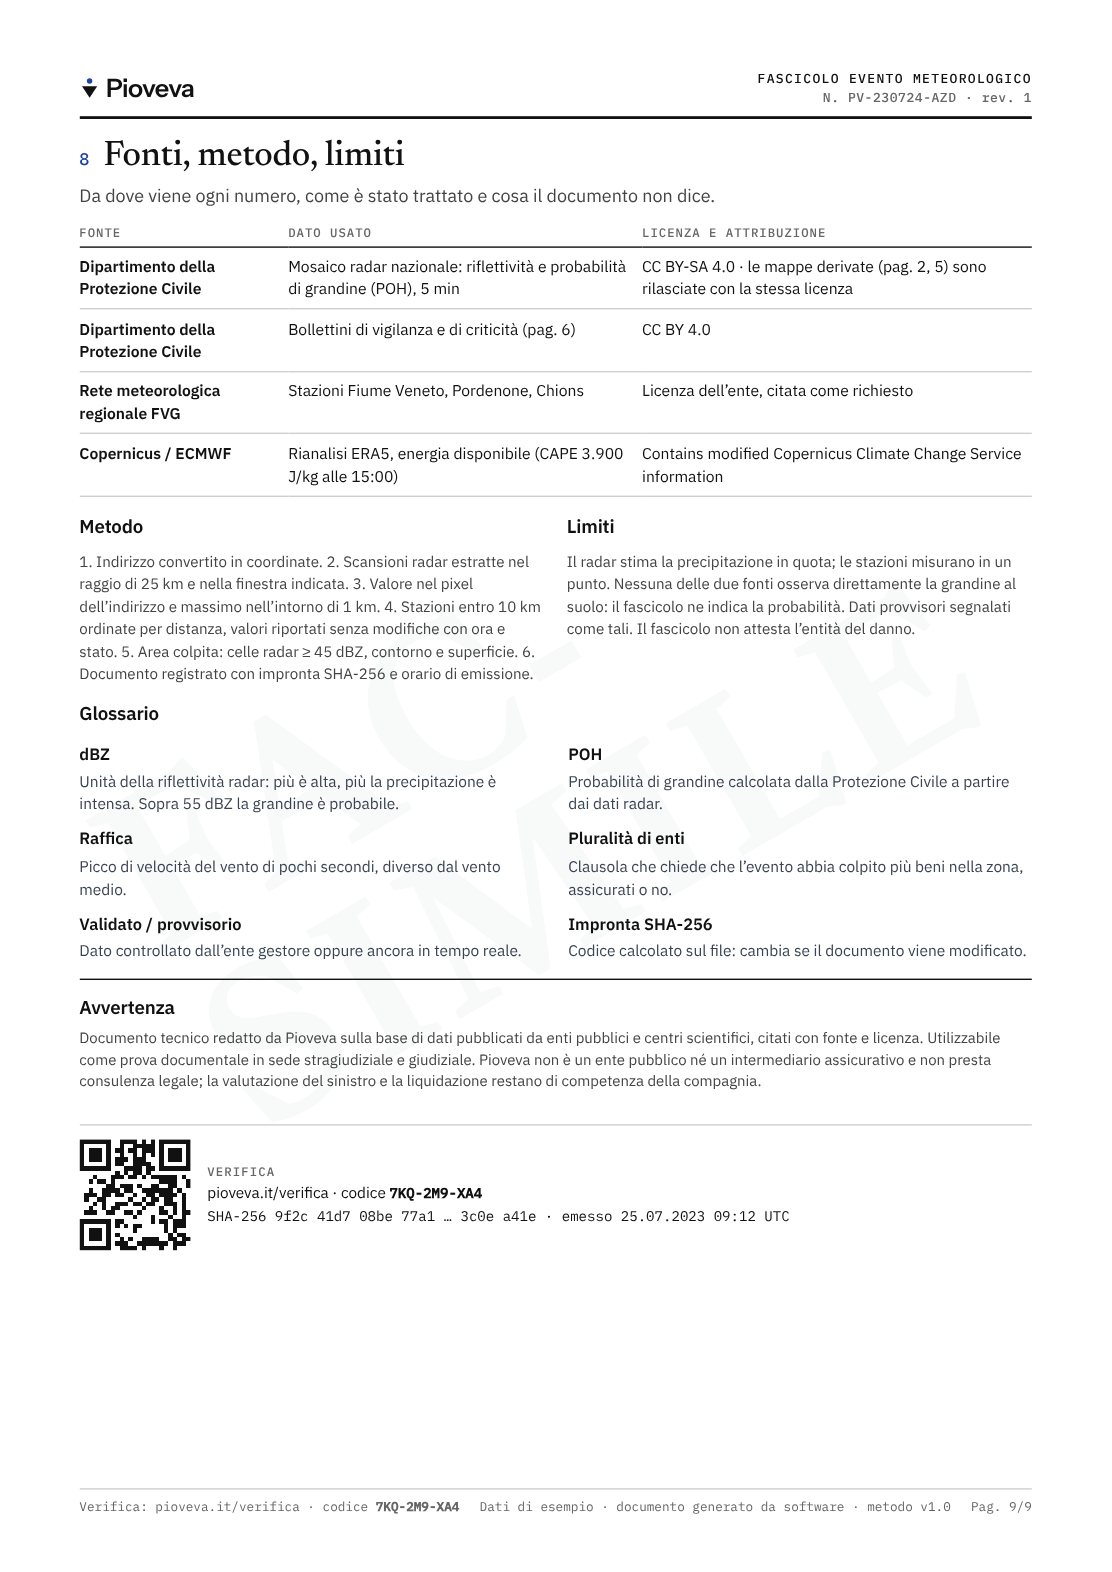 Pioveva
FASCICOLO EVENTO METEOROLOGICO
N. PV-230724-AZD · rev. 1
8 Fonti, metodo, limiti
Da dove viene ogni numero, come è stato trattato e cosa il documento non dice.
FONTE DATO USATO LICENZA E ATTRIBUZIONE
Dipartimento della
Protezione Civile
Mosaico radar nazionale: riflettività e probabilità
di grandine (POH), 5 min
CC BY-SA 4.0 · le mappe derivate (pag. 2, 5) sono
rilasciate con la stessa licenza
Dipartimento della
Protezione Civile
Bollettini di vigilanza e di criticità (pag. 6)
CC BY 4.0
Rete meteorologica
regionale FVG
Stazioni Fiume Veneto, Pordenone, Chions
Licenza dell’ente, citata come richiesto
Copernicus / ECMWF
Rianalisi ERA5, energia disponibile (CAPE 3.900
J/kg alle 15:00)
Contains modified Copernicus Climate Change Service
information
Metodo
1. Indirizzo convertito in coordinate. 2. Scansioni radar estratte nel
raggio di 25 km e nella finestra indicata. 3. Valore nel pixel
dell’indirizzo e massimo nell’intorno di 1 km. 4. Stazioni entro 10 km
ordinate per distanza, valori riportati senza modifiche con ora e
stato. 5. Area colpita: celle radar ≥ 45 dBZ, contorno e superficie. 6.
Documento registrato con impronta SHA-256 e orario di emissione.
Limiti
Il radar stima la precipitazione in quota; le stazioni misurano in un
punto. Nessuna delle due fonti osserva direttamente la grandine al
suolo: il fascicolo ne indica la probabilità. Dati provvisori segnalati
come tali. Il fascicolo non attesta l’entità del danno.
FAC-
SIMILE
Glossario
dBZ
Unità della riflettività radar: più è alta, più la precipitazione è
intensa. Sopra 55 dBZ la grandine è probabile.
POH
Probabilità di grandine calcolata dalla Protezione Civile a partire
dai dati radar.
Raffica
Picco di velocità del vento di pochi secondi, diverso dal vento
medio.
Pluralità di enti
Clausola che chiede che l’evento abbia colpito più beni nella zona,
assicurati o no.
Validato / provvisorio
Dato controllato dall’ente gestore oppure ancora in tempo reale.
Impronta SHA-256
Codice calcolato sul file: cambia se il documento viene modificato.
Avvertenza
Documento tecnico redatto da Pioveva sulla base di dati pubblicati da enti pubblici e centri scientifici, citati con fonte e licenza. Utilizzabile
come prova documentale in sede stragiudiziale e giudiziale. Pioveva non è un ente pubblico né un intermediario assicurativo e non presta
consulenza legale; la valutazione del sinistro e la liquidazione restano di competenza della compagnia.
VERIFICA
pioveva.it/verifica · codice 7KQ-2M9-XA4
SHA-256 9f2c 41d7 08be 77a1 … 3c0e a41e · emesso 25.07.2023 09:12 UTC
Verifica: pioveva.it/verifica · codice 7KQ-2M9-XA4 Dati di esempio · documento generato da software · metodo v1.0 Pag. 9/9